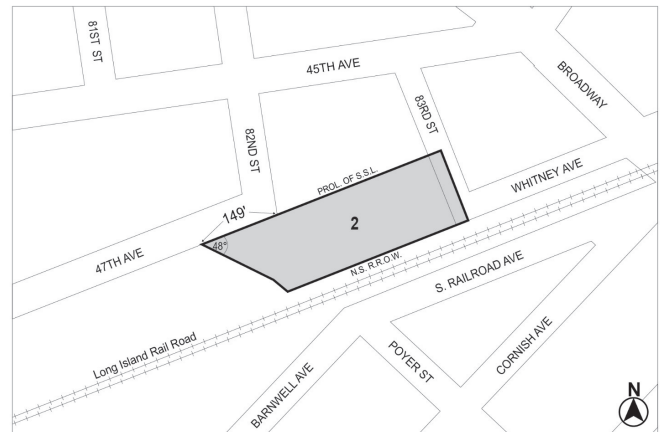 81ST ST
45TH AVE
BROADWAY
82ND ST
83RD ST
PROL. OF S.S.L.
WHITNEY AVE
149'
2
48°
47TH AVE
N.S. R.R.O.W.
S. RAILROAD AVE
Long Island Rail Road
POYER ST
CORNISH AVE
BARNWELL AVE
N